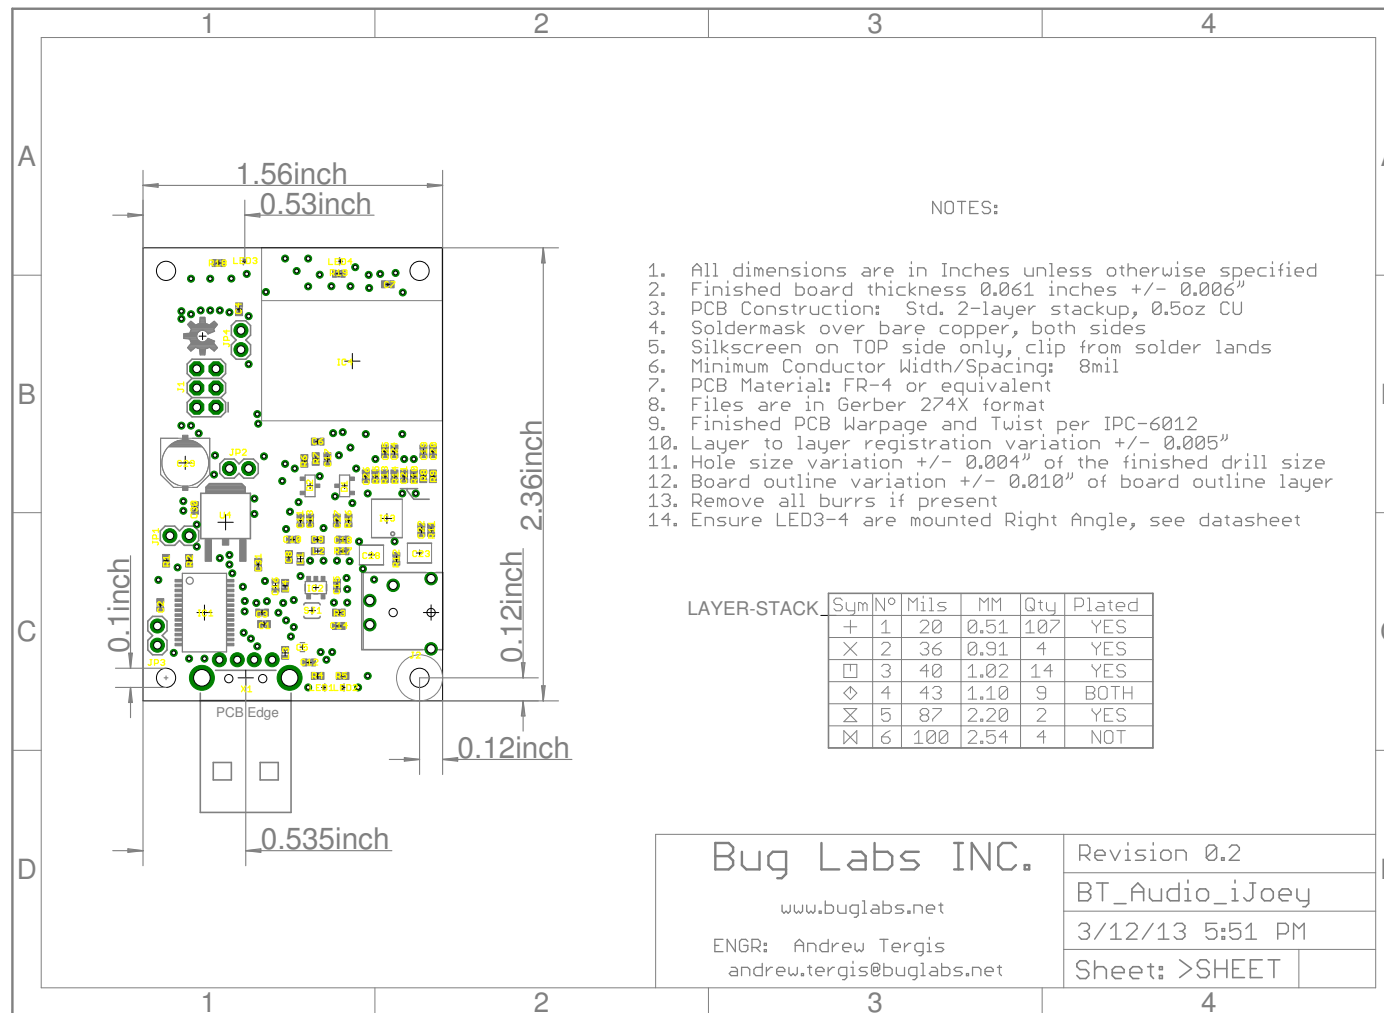 1 2 3 4
A
1.56inch
0.53inch
NOTES:
1. All dimensions are in Inches unless otherwise specified
2. Finished board thickness 0.061 inches +/- 0.006"
3. PCB Construction: Std. 2-layer stackup, 0.5oz CU
4. Soldermask over bare copper, both sides
5. Silkscreen on TOP side only, clip from solder lands
6. Minimum Conductor Width/Spacing: 8mil
7. PCB Material: FR-4 or equivalent
8. Files are in Gerber 274X format
9. Finished PCB Warpage and Twist per IPC-6012
10. Layer to layer registration variation +/- 0.005"
11. Hole size variation +/- 0.004" of the finished drill size
12. Board outline variation +/- 0.010" of board outline layer
13. Remove all burrs if present
14. Ensure LED3-4 are mounted Right Angle, see datasheet
LED3
LED4
JP4
J1
B
JP2
2.36inch
JP1
0.1inch
0.12inch
C
JP3
J2
X1
PCB Edge
0.12inch
0.535inch
LAYER-STACK
Sym Nº Mils MM Qty Plated
+ 1 20 0.51 107 YES
2 36 0.91 4 YES
3 40 1.02 14 YES
4 43 1.10 9 BOTH
5 87 2.20 2 YES
6 100 2.54 4 NOT
D
Bug Labs INC.
www.buglabs.net
ENGR: Andrew Tergis
andrew.tergis@buglabs.net
Revision 0.2
BT_Audio_iJoey
3/12/13 5:51 PM
Sheet: >SHEET
1 2 3 4